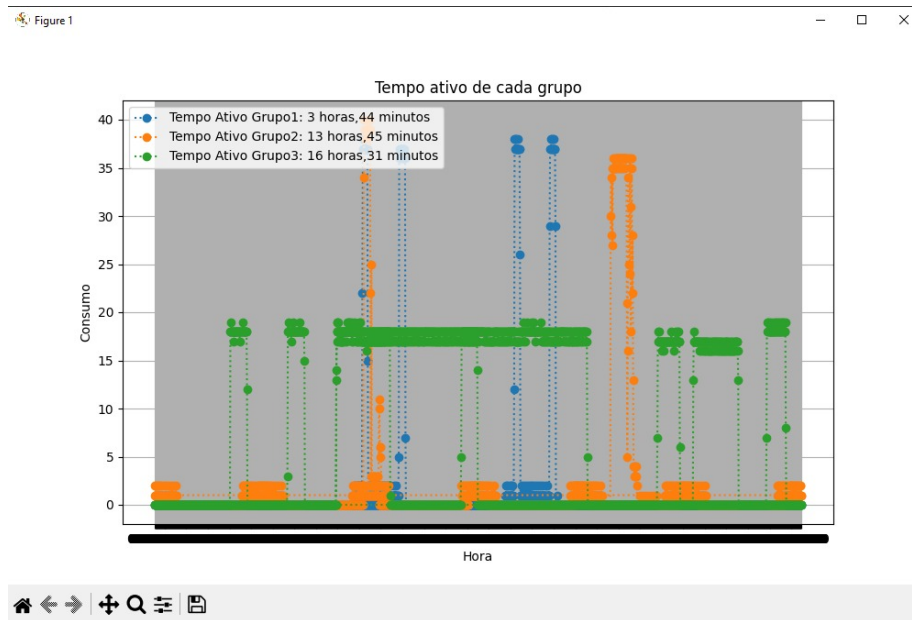 Figure 1
Tempo ativo de cada grupo
Tempo Ativo Grupo1: 3 horas,44 minutos
Tempo Ativo Grupo2: 13 horas,45 minutos
Tempo Ativo Grupo3: 16 horas,31 minutos
40
35
30
25
20
15
10
5
0
Consumo
Hora